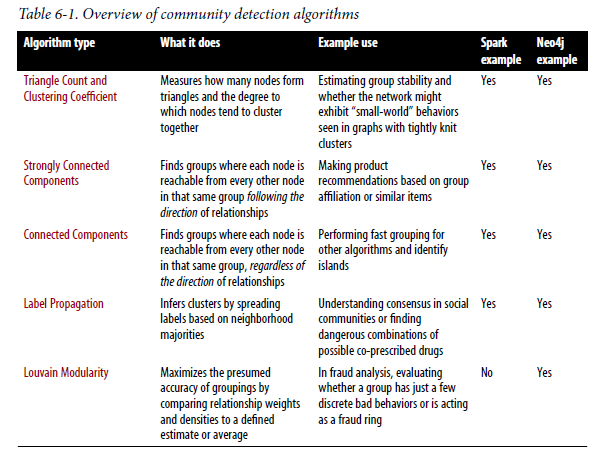 Table 6-1. Overview of community detection algorithms
Algorithm type What it does Example use Spark example Neo4j example
Triangle Count and Clustering Coefficient Measures how many nodes form triangles and the degree to which nodes tend to cluster together Estimating group stability and whether the network might exhibit “small-world” behaviors seen in graphs with tightly knit clusters Yes Yes
Strongly Connected Components Finds groups where each node is reachable from every other node in that same group following the direction of relationships Making product recommendations based on group affiliation or similar items Yes Yes
Connected Components Finds groups where each node is reachable from every other node in that same group, regardless of the direction of relationships Performing fast grouping for other algorithms and identify islands Yes Yes
Label Propagation Infers clusters by spreading labels based on neighborhood majorities Understanding consensus in social communities or finding dangerous combinations of possible co-prescribed drugs Yes Yes
Louvain Modularity Maximizes the presumed accuracy of groupings by comparing relationship weights and densities to a defined estimate or average In fraud analysis, evaluating whether a group has just a few discrete bad behaviors or is acting as a fraud ring No Yes